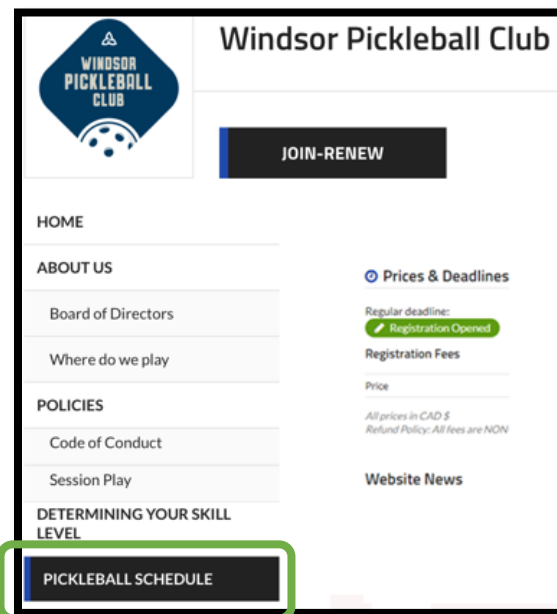 WINDSOR
PICKLEBALL
CLUB
Windsor Pickleball Club
JOIN-RENEW
HOME
ABOUT US
Board of Directors
Where do we play
POLICIES
Code of Conduct
Session Play
DETERMINING YOUR SKILL
LEVEL
PICKLEBALL SCHEDULE
Prices & Deadlines
Regular deadline:
Registration Opened
Registration Fees
Price
All prices in CAD $
Refund Policy: All fees are NON
Website News